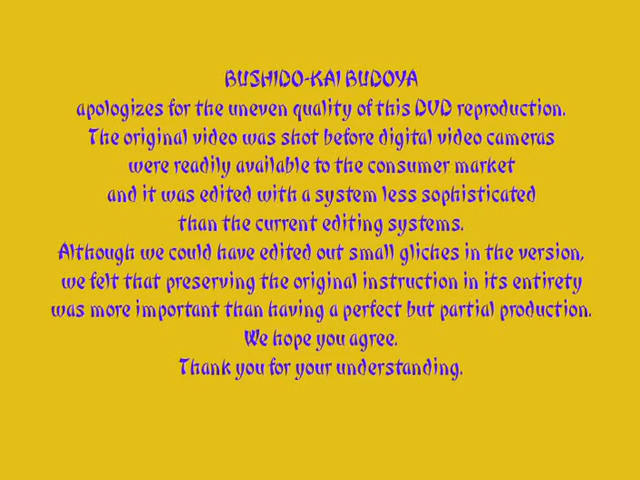 BUSHIDO-KAI BUDOYA
apologizes for the uneven quality of this DVD reproduction.
The original video was shot before digital video cameras
were readily available to the consumer market
and it was edited with a system less sophisticated
than the current editing systems.
Although we could have edited out small gliches in the version,
we felt that preserving the original instruction in its entirety
was more important than having a perfect but partial production.
We hope you agree.
Thank you for your understanding.